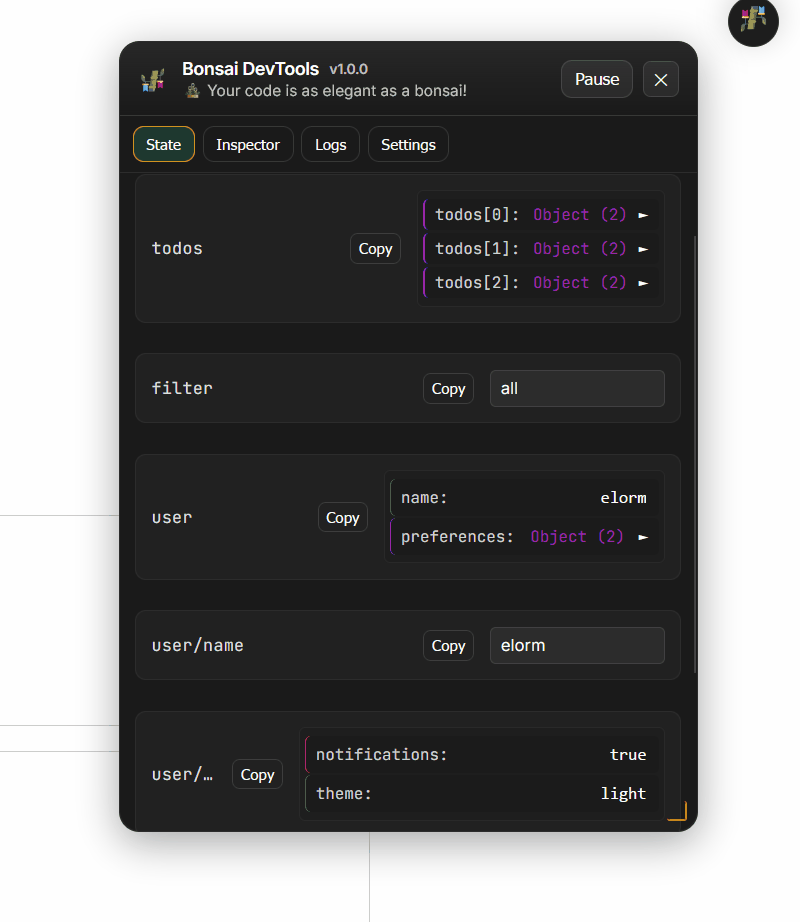 Bonsai DevTools v1.0.0
Your code is as elegant as a bonsai!
Pause
State Inspector Logs Settings
todos Copy
todos[0]: Object (2) ►
todos[1]: Object (2) ►
todos[2]: Object (2) ►
filter Copy all
user Copy
name: elorm
preferences: Object (2) ►
user/name Copy elorm
user/… Copy
notifications: true
theme: light